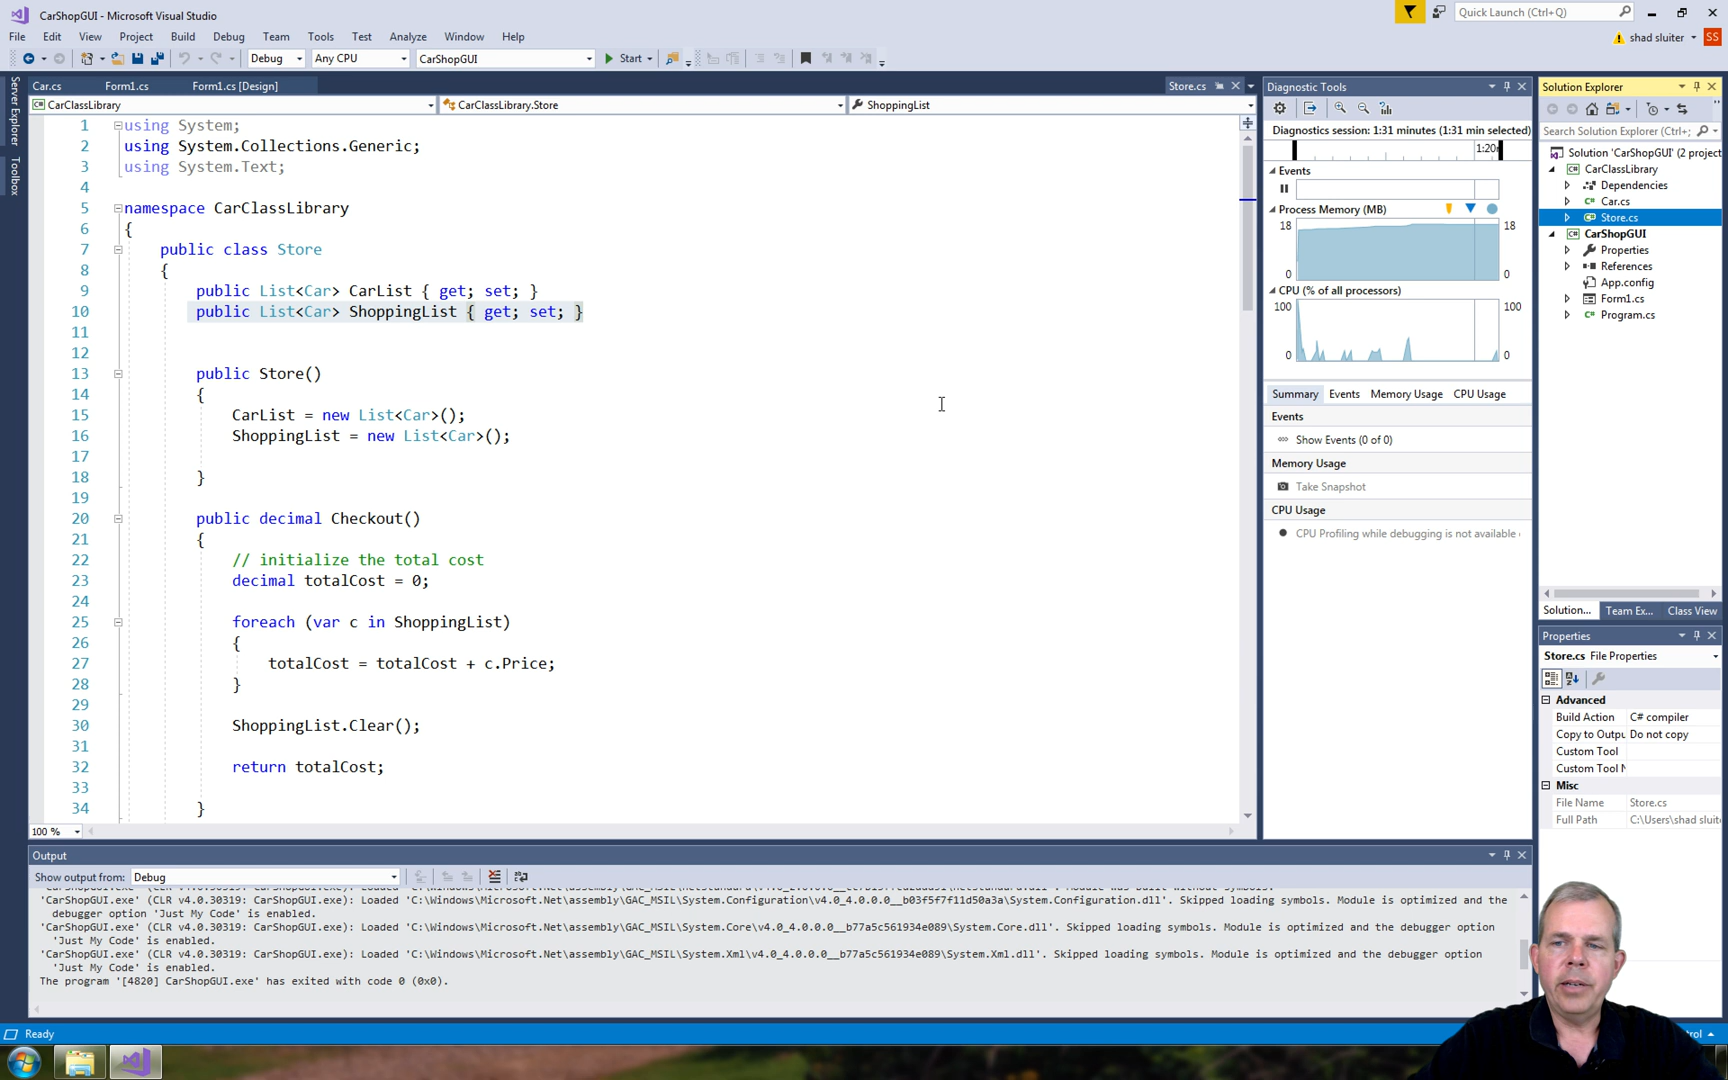 CarShopGUI - Microsoft Visual Studio
Quick Launch (Ctrl+Q)
File Edit View Project Build Debug Team Tools Test Analyze Window Help
shad sluiter SS
Debug Any CPU CarShopGUI Start
Server Explorer
Toolbox
Car.cs Form1.cs Form1.cs [Design] Store.cs
CarClassLibrary CarClassLibrary.Store ShoppingList
1 using System;
2 using System.Collections.Generic;
3 using System.Text;
4
5 namespace CarClassLibrary
6 {
7 public class Store
8 {
9 public List<Car> CarList { get; set; }
10 public List<Car> ShoppingList { get; set; }
11
12
13 public Store()
14 {
15 CarList = new List<Car>();
16 ShoppingList = new List<Car>();
17
18 }
19
20 public decimal Checkout()
21 {
22 // initialize the total cost
23 decimal totalCost = 0;
24
25 foreach (var c in ShoppingList)
26 {
27 totalCost = totalCost + c.Price;
28 }
29
30 ShoppingList.Clear();
31
32 return totalCost;
33
34 }
100 %
Diagnostic Tools
Diagnostics session: 1:31 minutes (1:31 min selected)
1:20
Events
Process Memory (MB)
18 18
0 0
CPU (% of all processors)
100 100
0 0
Summary Events Memory Usage CPU Usage
Events
Show Events (0 of 0)
Memory Usage
Take Snapshot
CPU Usage
CPU Profiling while debugging is not available
Solution Explorer
Search Solution Explorer (Ctrl+;
Solution 'CarShopGUI' (2 project
CarClassLibrary
Dependencies
Car.cs
Store.cs
CarShopGUI
Properties
References
App.config
Form1.cs
Program.cs
Solution... Team Ex... Class View
Properties
Store.cs File Properties
Advanced
Build Action C# compiler
Copy to Outpu Do not copy
Custom Tool
Custom Tool N
Misc
File Name Store.cs
Full Path C:\Users\shad sluit
Output
Show output from: Debug
'CarShopGUI.exe' (CLR v4.0.30319: CarShopGUI.exe): Loaded 'C:\Windows\Microsoft.Net\assembly\GAC_MSIL\System.Configuration\v4.0_4.0.0.0__b03f5f7f11d50a3a\System.Configuration.dll'. Skipped loading symbols. Module is optimized and the
debugger option 'Just My Code' is enabled.
'CarShopGUI.exe' (CLR v4.0.30319: CarShopGUI.exe): Loaded 'C:\Windows\Microsoft.Net\assembly\GAC_MSIL\System.Core\v4.0_4.0.0.0__b77a5c561934e089\System.Core.dll'. Skipped loading symbols. Module is optimized and the debugger option
'Just My Code' is enabled.
'CarShopGUI.exe' (CLR v4.0.30319: CarShopGUI.exe): Loaded 'C:\Windows\Microsoft.Net\assembly\GAC_MSIL\System.Xml\v4.0_4.0.0.0__b77a5c561934e089\System.Xml.dll'. Skipped loading symbols. Module is optimized and the debugger option
'Just My Code' is enabled.
The program '[4820] CarShopGUI.exe' has exited with code 0 (0x0).
Ready